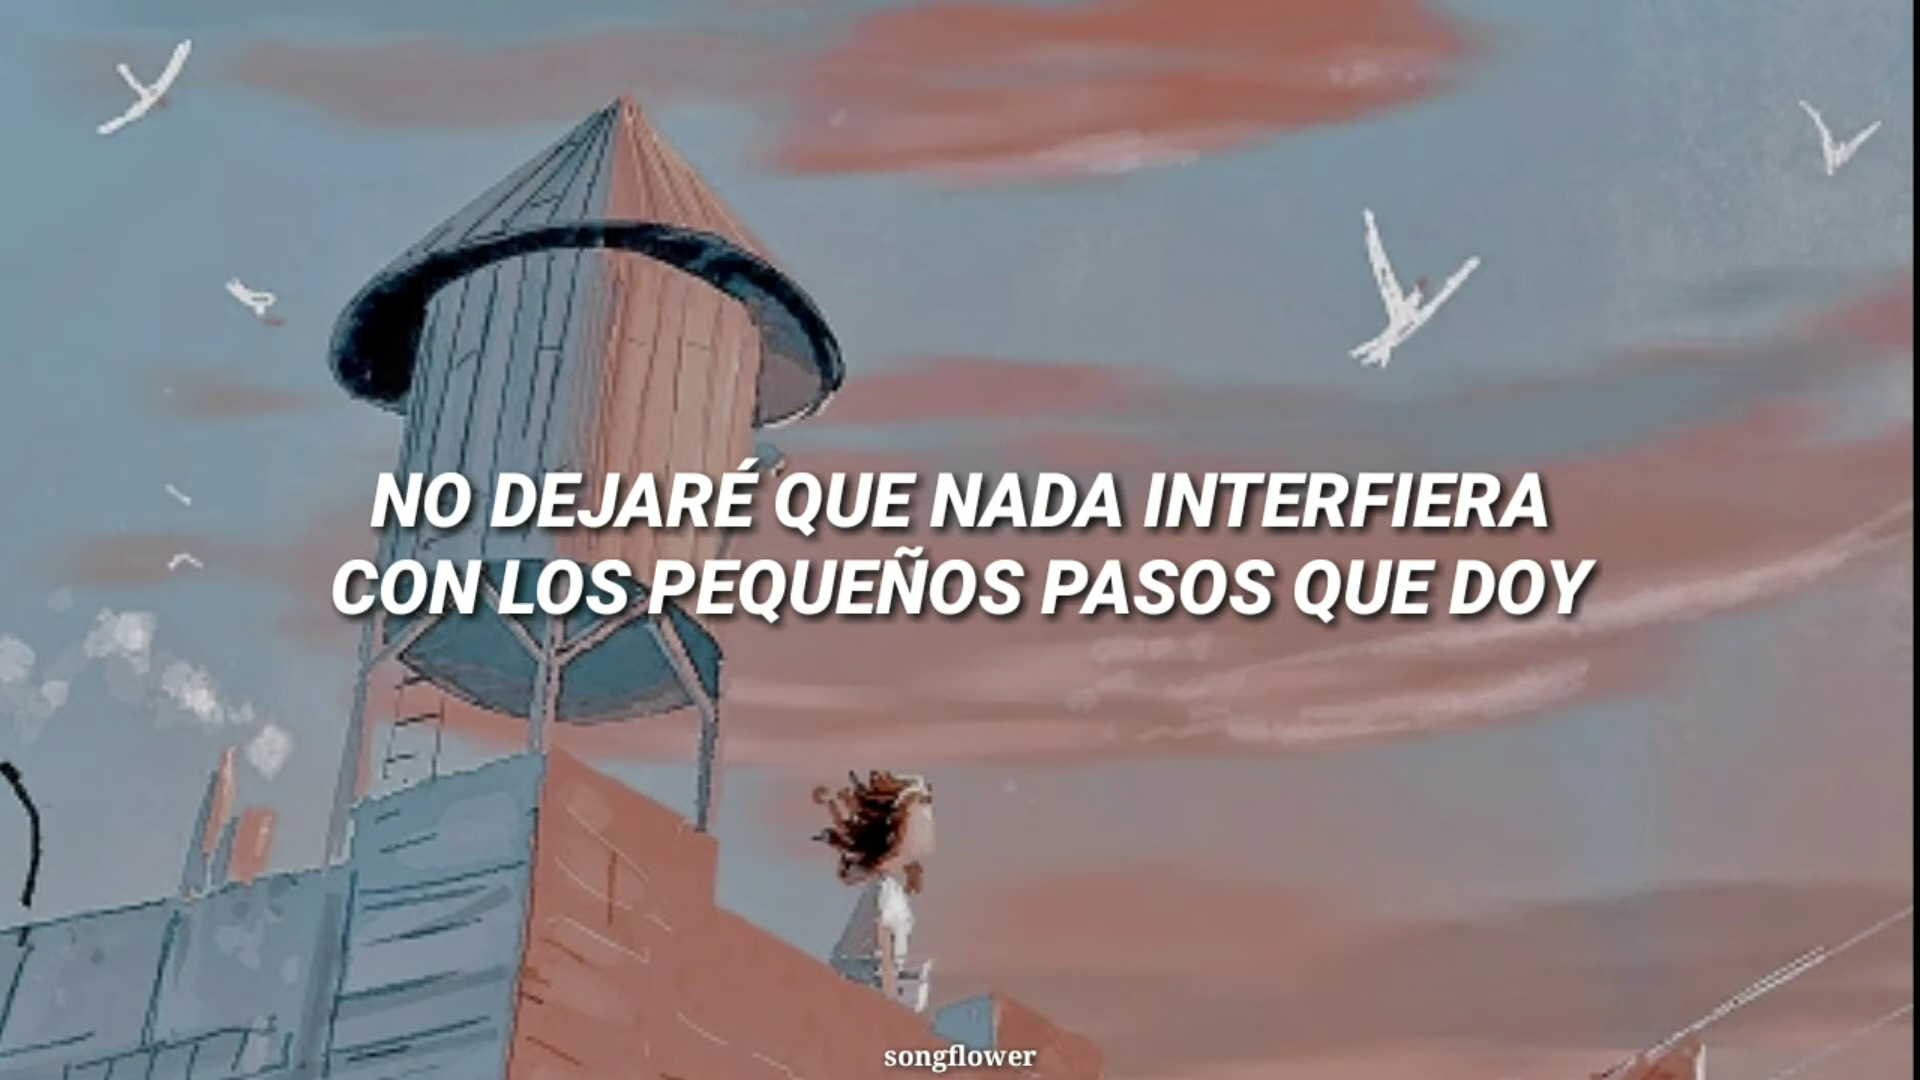 NO DEJARÉ QUE NADA INTERFIERA
CON LOS PEQUEÑOS PASOS QUE DOY
songflower